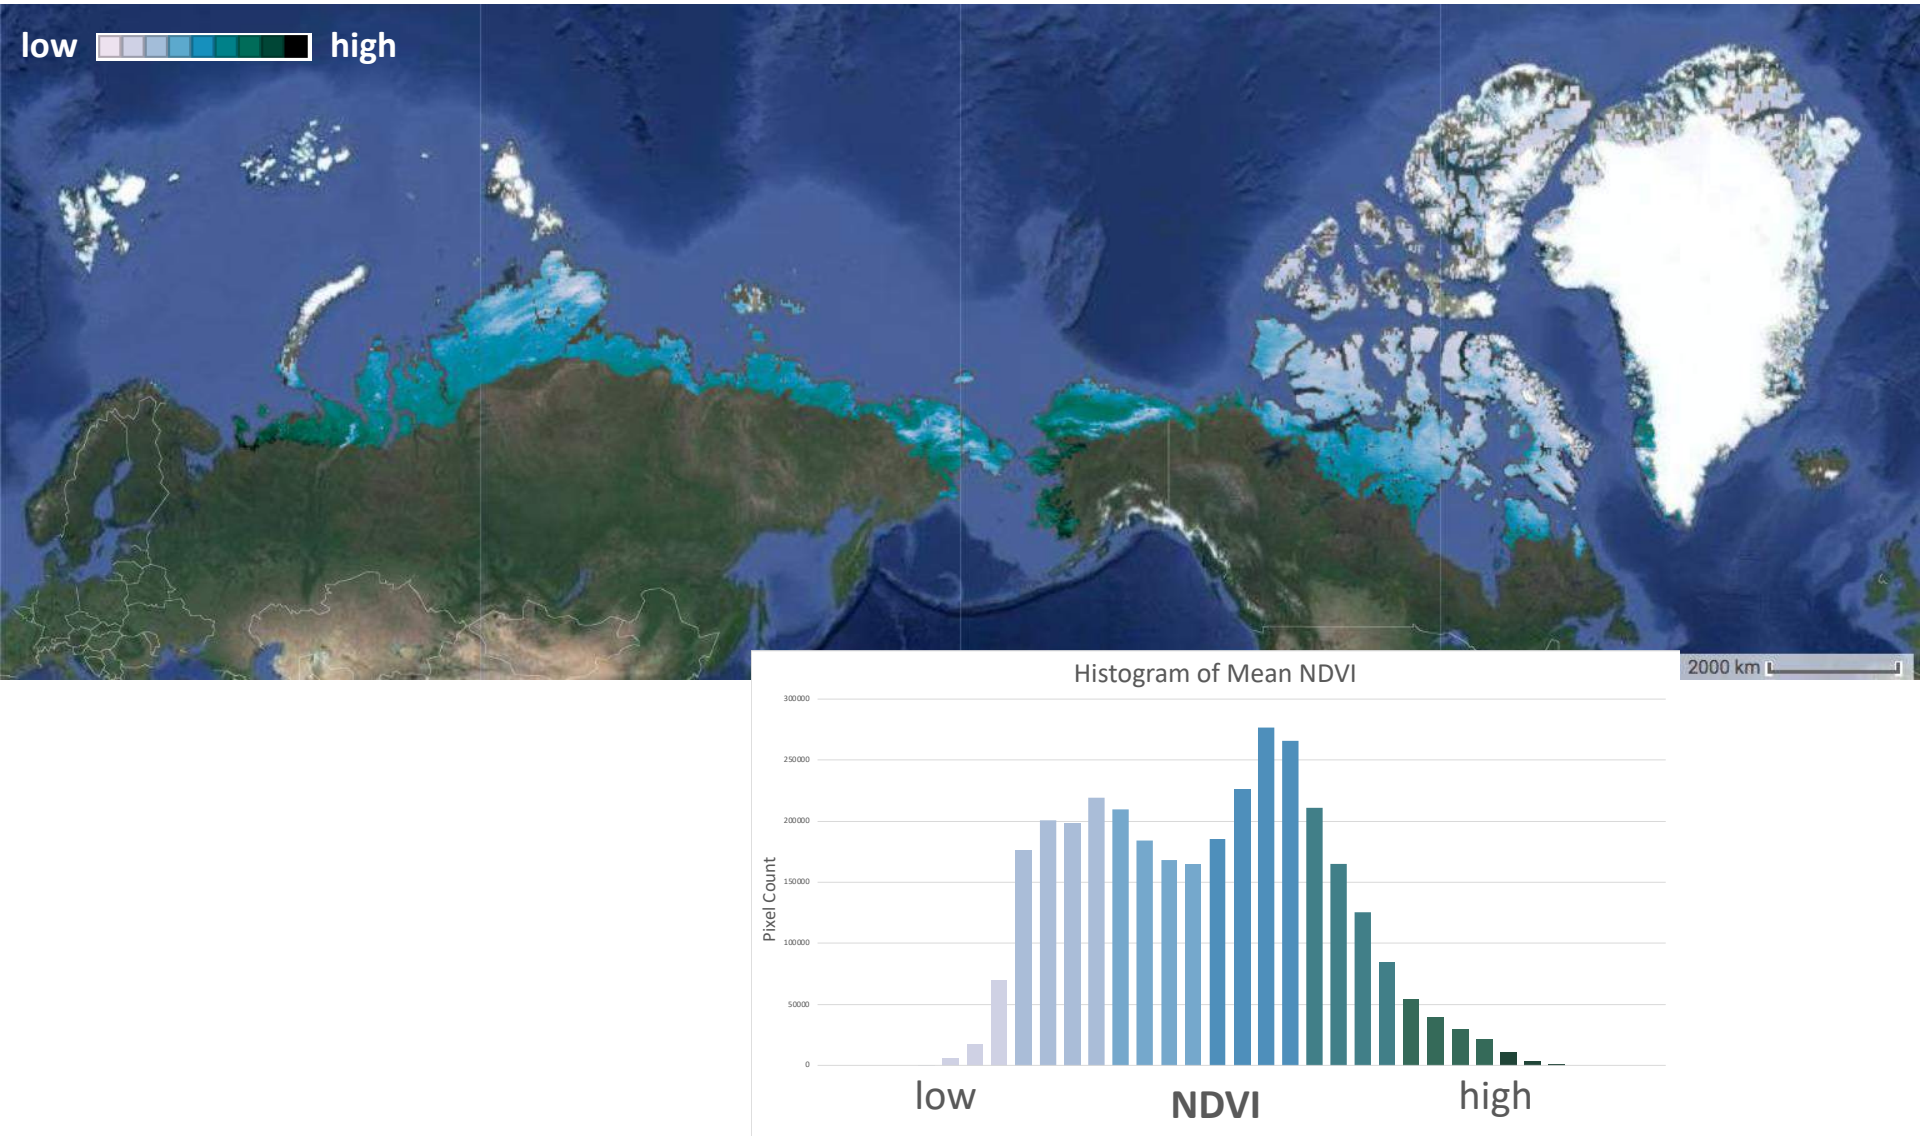 low high
2000 km
Histogram of Mean NDVI
300000
250000
200000
150000
100000
50000
0
Pixel Count
low NDVI high